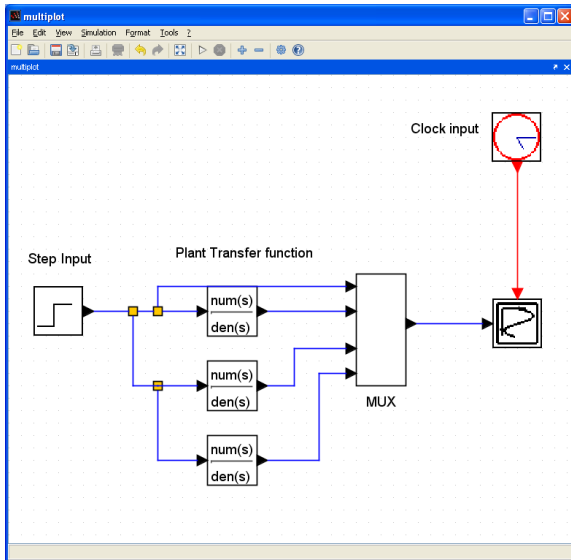 multiplot
File Edit View Simulation Format Tools ?
multiplot
Clock input
Plant Transfer function
Step Input
num(s)
den(s)
num(s)
den(s)
MUX
num(s)
den(s)